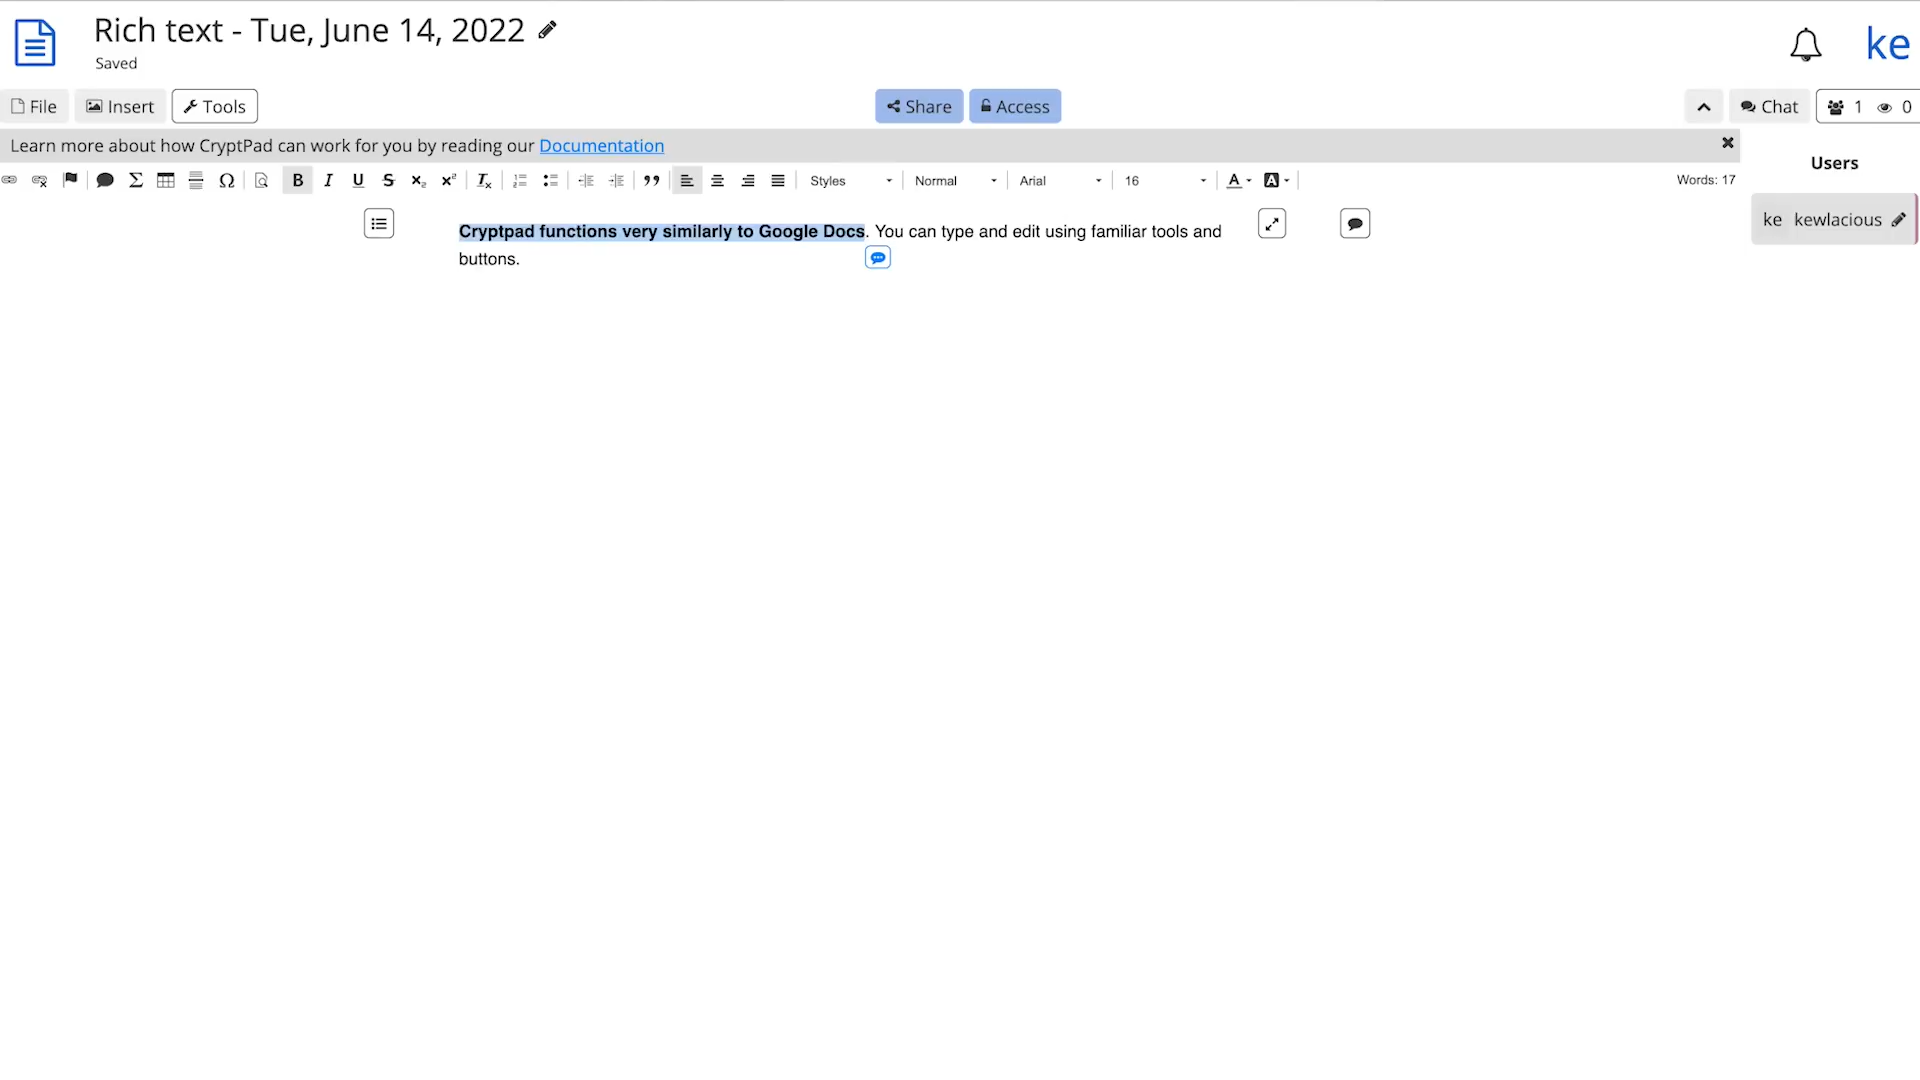 Rich text - Tue, June 14, 2022
Saved
ke
File Insert Tools Share Access Chat 1 0
Learn more about how CryptPad can work for you by reading our Documentation
Users
Styles Normal Arial 16 Words: 17
ke kewlacious
Cryptpad functions very similarly to Google Docs. You can type and edit using familiar tools and
buttons.